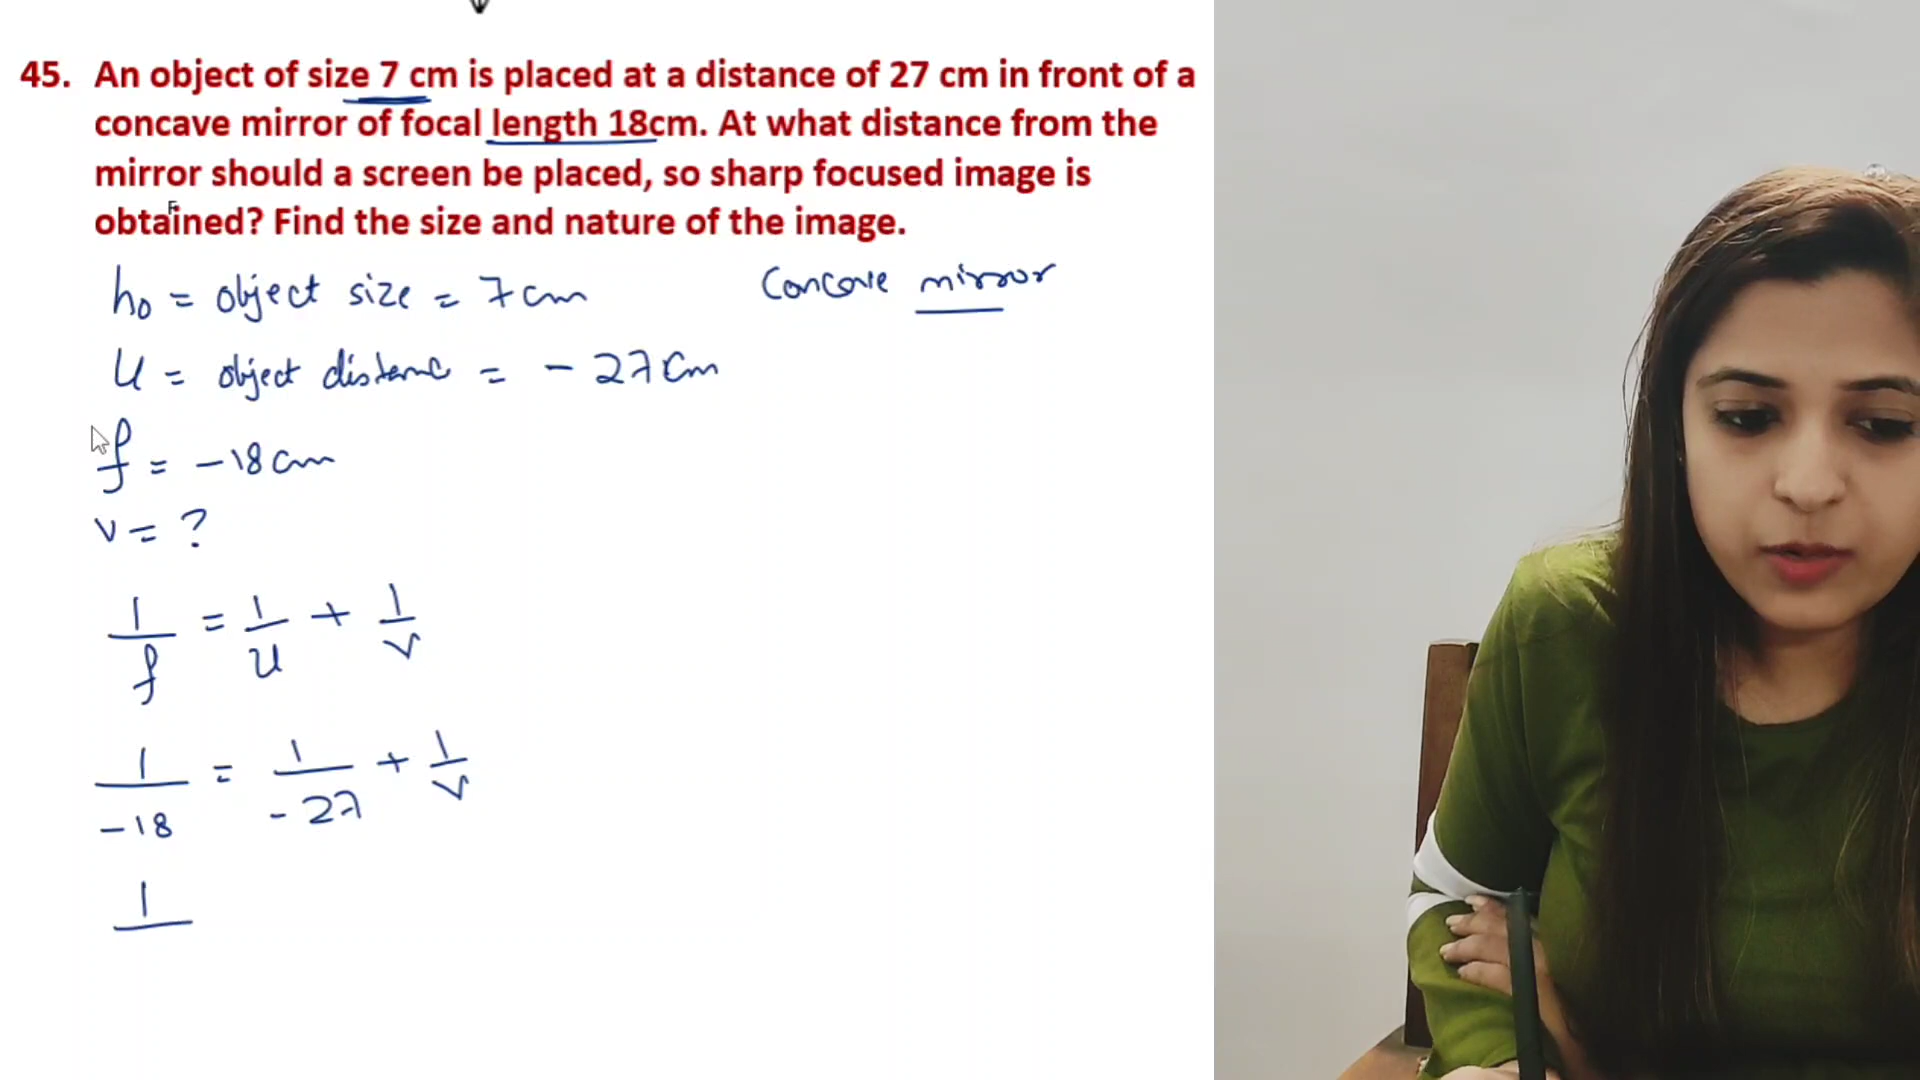 45. An object of size 7 cm is placed at a distance of 27 cm in front of a
concave mirror of focal length 18cm. At what distance from the
mirror should a screen be placed, so sharp focused image is
obtained? Find the size and nature of the image.
F
h₀ = object size = 7cm
Concave mirror
u = object distance = - 27cm
f = -18cm
v = ?
1/f = 1/u + 1/v
1/-18 = 1/-27 + 1/v
1